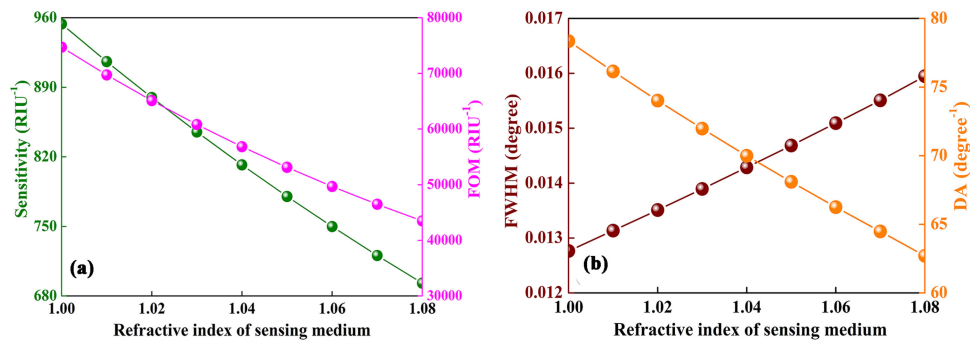 960
890
820
750
680
Sensitivity (RIU⁻¹)
80000
70000
60000
50000
40000
30000
FOM (RIU⁻¹)
(a)
1.00 1.02 1.04 1.06 1.08
Refractive index of sensing medium
0.017
0.016
0.015
0.014
0.013
0.012
FWHM (degree)
80
75
70
65
60
DA (degree⁻¹)
(b)
1.00 1.02 1.04 1.06 1.08
Refractive index of sensing medium